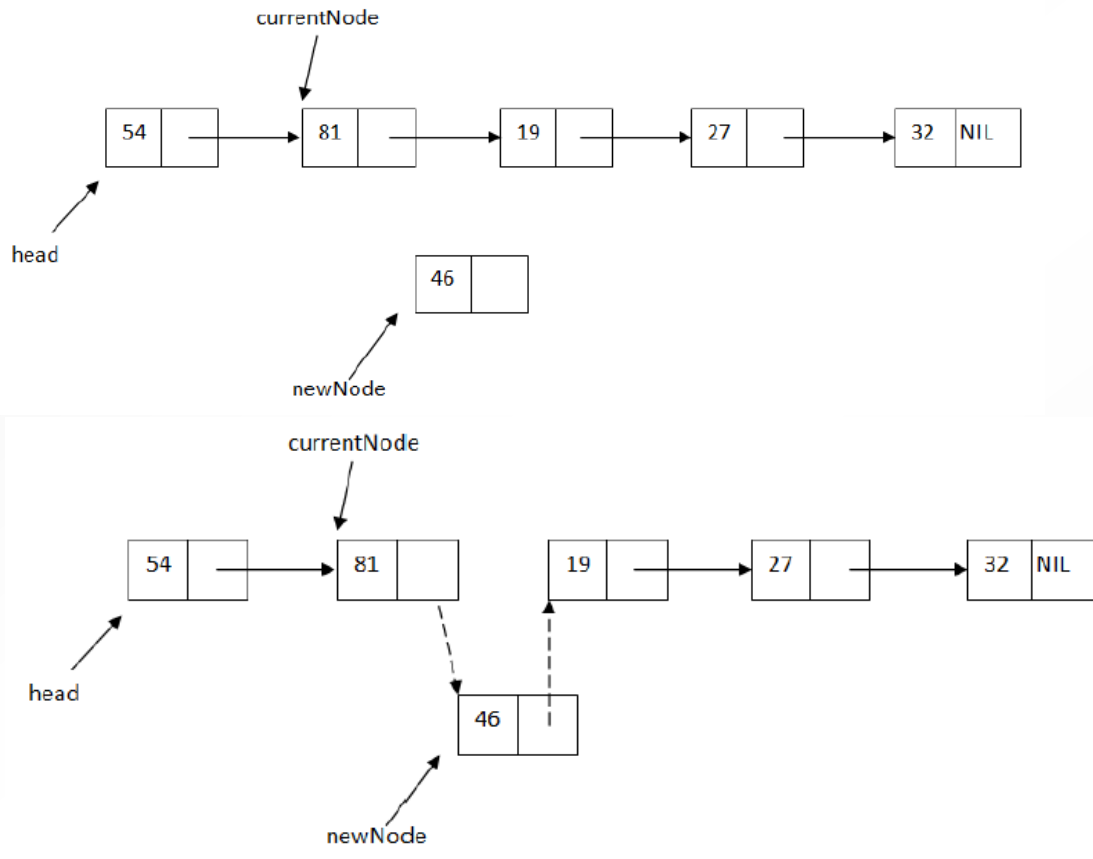 currentNode
54 81 19 27 32 NIL
head
46
newNode
currentNode
54 81 19 27 32 NIL
head
46
newNode